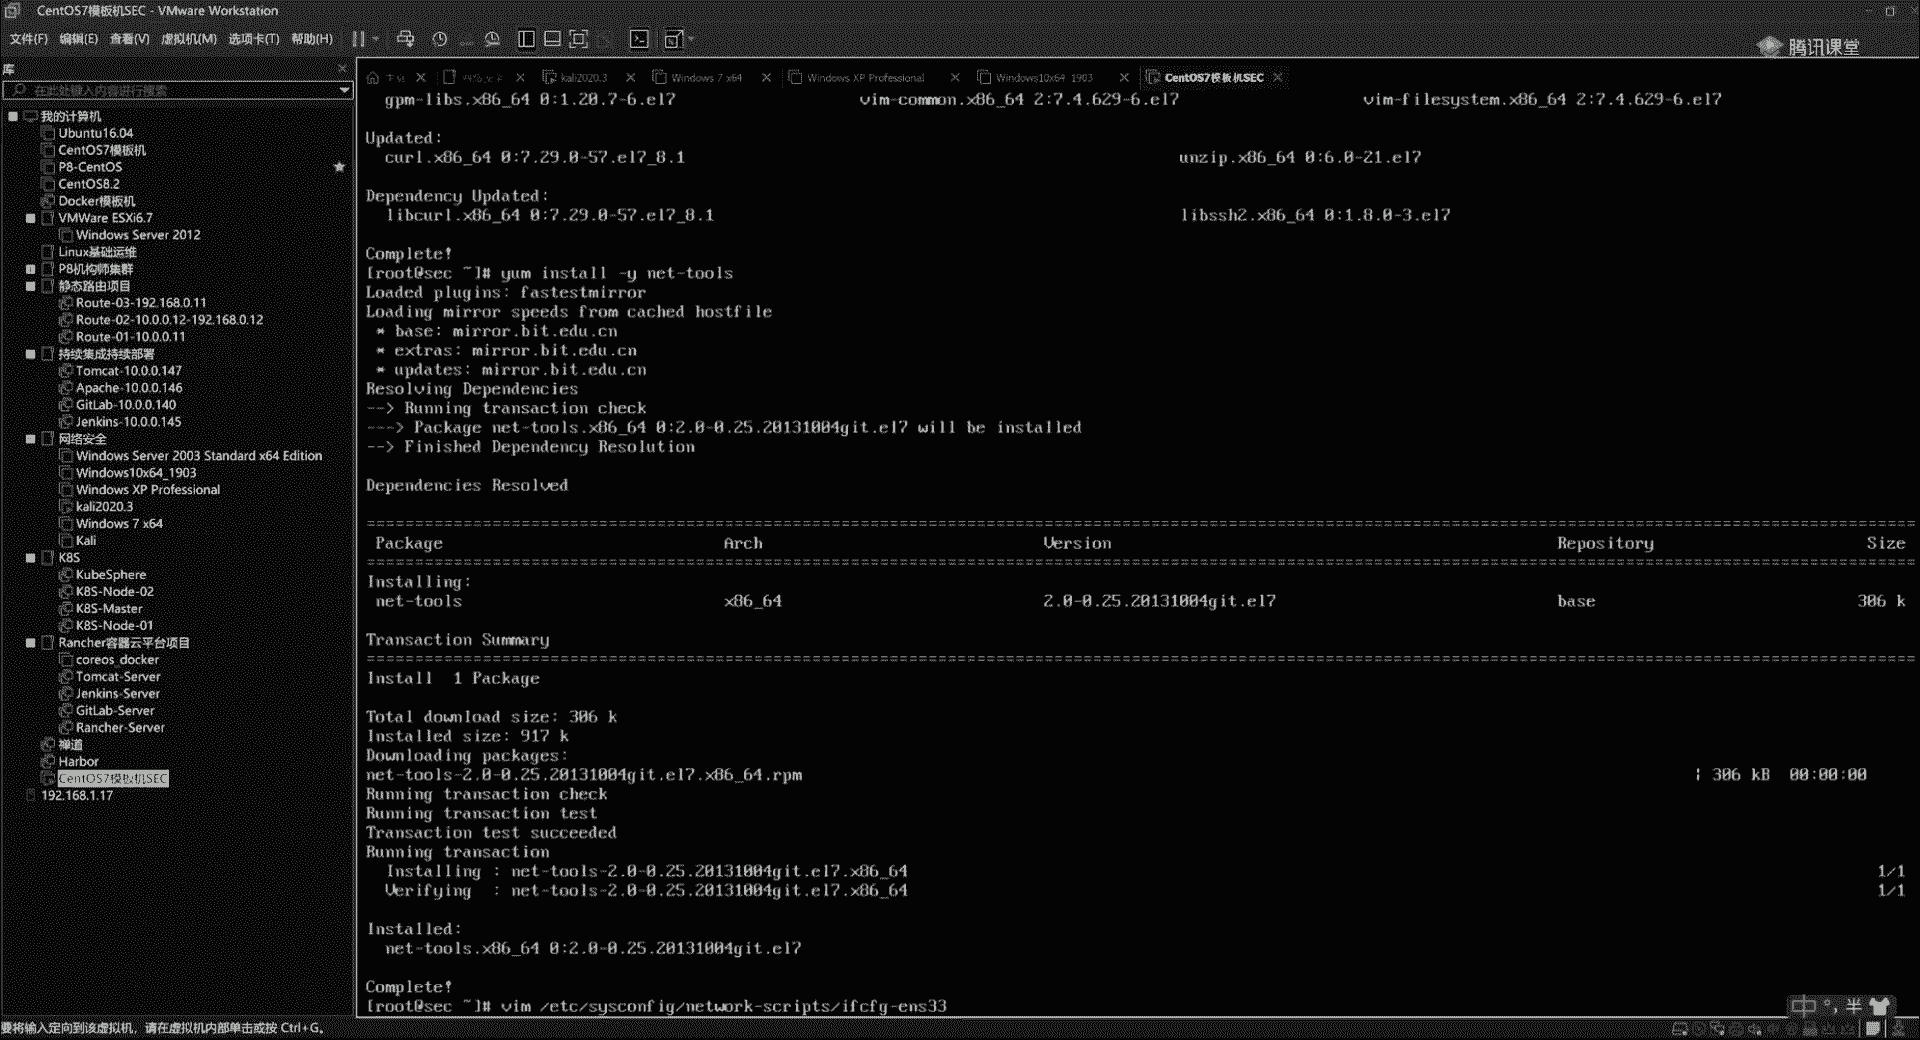 CentOS7模板机SEC - VMware Workstation
文件(F) 编辑(E) 查看(V) 虚拟机(M) 选项卡(T) 帮助(H)
腾讯课堂
库
在此处键入内容进行搜索
我的计算机
Ubuntu16.04
CentOS7模板机
P8-CentOS
CentOS8.2
Docker模板机
VMWare ESXi6.7
Windows Server 2012
Linux基础运维
P8机构师集群
静态路由项目
Route-03-192.168.0.11
Route-02-10.0.0.12-192.168.0.12
Route-01-10.0.0.11
持续集成持续部署
Tomcat-10.0.0.147
Apache-10.0.0.146
GitLab-10.0.0.140
Jenkins-10.0.0.145
网络安全
Windows Server 2003 Standard x64 Edition
Windows10x64_1903
Windows XP Professional
kali2020.3
Windows 7 x64
Kali
K8S
KubeSphere
K8S-Node-02
K8S-Master
K8S-Node-01
Rancher容器云平台项目
coreos_docker
Tomcat-Server
Jenkins-Server
GitLab-Server
Rancher-Server
禅道
Harbor
CentOS7模板机SEC
192.168.1.17
kali2020.3 Windows 7 x64 Windows XP Professional Windows10x64_1903 CentOS7模板机SEC
gpm-libs.x86_64 0:1.20.7-6.el7 vim-common.x86_64 2:7.4.629-6.el7 vim-filesystem.x86_64 2:7.4.629-6.el7
Updated:
curl.x86_64 0:7.29.0-57.el7_8.1 unzip.x86_64 0:6.0-21.el7
Dependency Updated:
libcurl.x86_64 0:7.29.0-57.el7_8.1 libssh2.x86_64 0:1.8.0-3.el7
Complete!
[root@sec ~]# yum install -y net-tools
Loaded plugins: fastestmirror
Loading mirror speeds from cached hostfile
* base: mirror.bit.edu.cn
* extras: mirror.bit.edu.cn
* updates: mirror.bit.edu.cn
Resolving Dependencies
--> Running transaction check
---> Package net-tools.x86_64 0:2.0-0.25.20131004git.el7 will be installed
--> Finished Dependency Resolution
Dependencies Resolved
Package Arch Version Repository Size
Installing:
net-tools x86_64 2.0-0.25.20131004git.el7 base 306 k
Transaction Summary
Install 1 Package
Total download size: 306 k
Installed size: 917 k
Downloading packages:
net-tools-2.0-0.25.20131004git.el7.x86_64.rpm | 306 kB 00:00:00
Running transaction check
Running transaction test
Transaction test succeeded
Running transaction
Installing : net-tools-2.0-0.25.20131004git.el7.x86_64 1/1
Verifying : net-tools-2.0-0.25.20131004git.el7.x86_64 1/1
Installed:
net-tools.x86_64 0:2.0-0.25.20131004git.el7
Complete!
[root@sec ~]# vim /etc/sysconfig/network-scripts/ifcfg-ens33
中 °, 半
要将输入定向到该虚拟机，请在虚拟机内部单击或按 Ctrl+G。